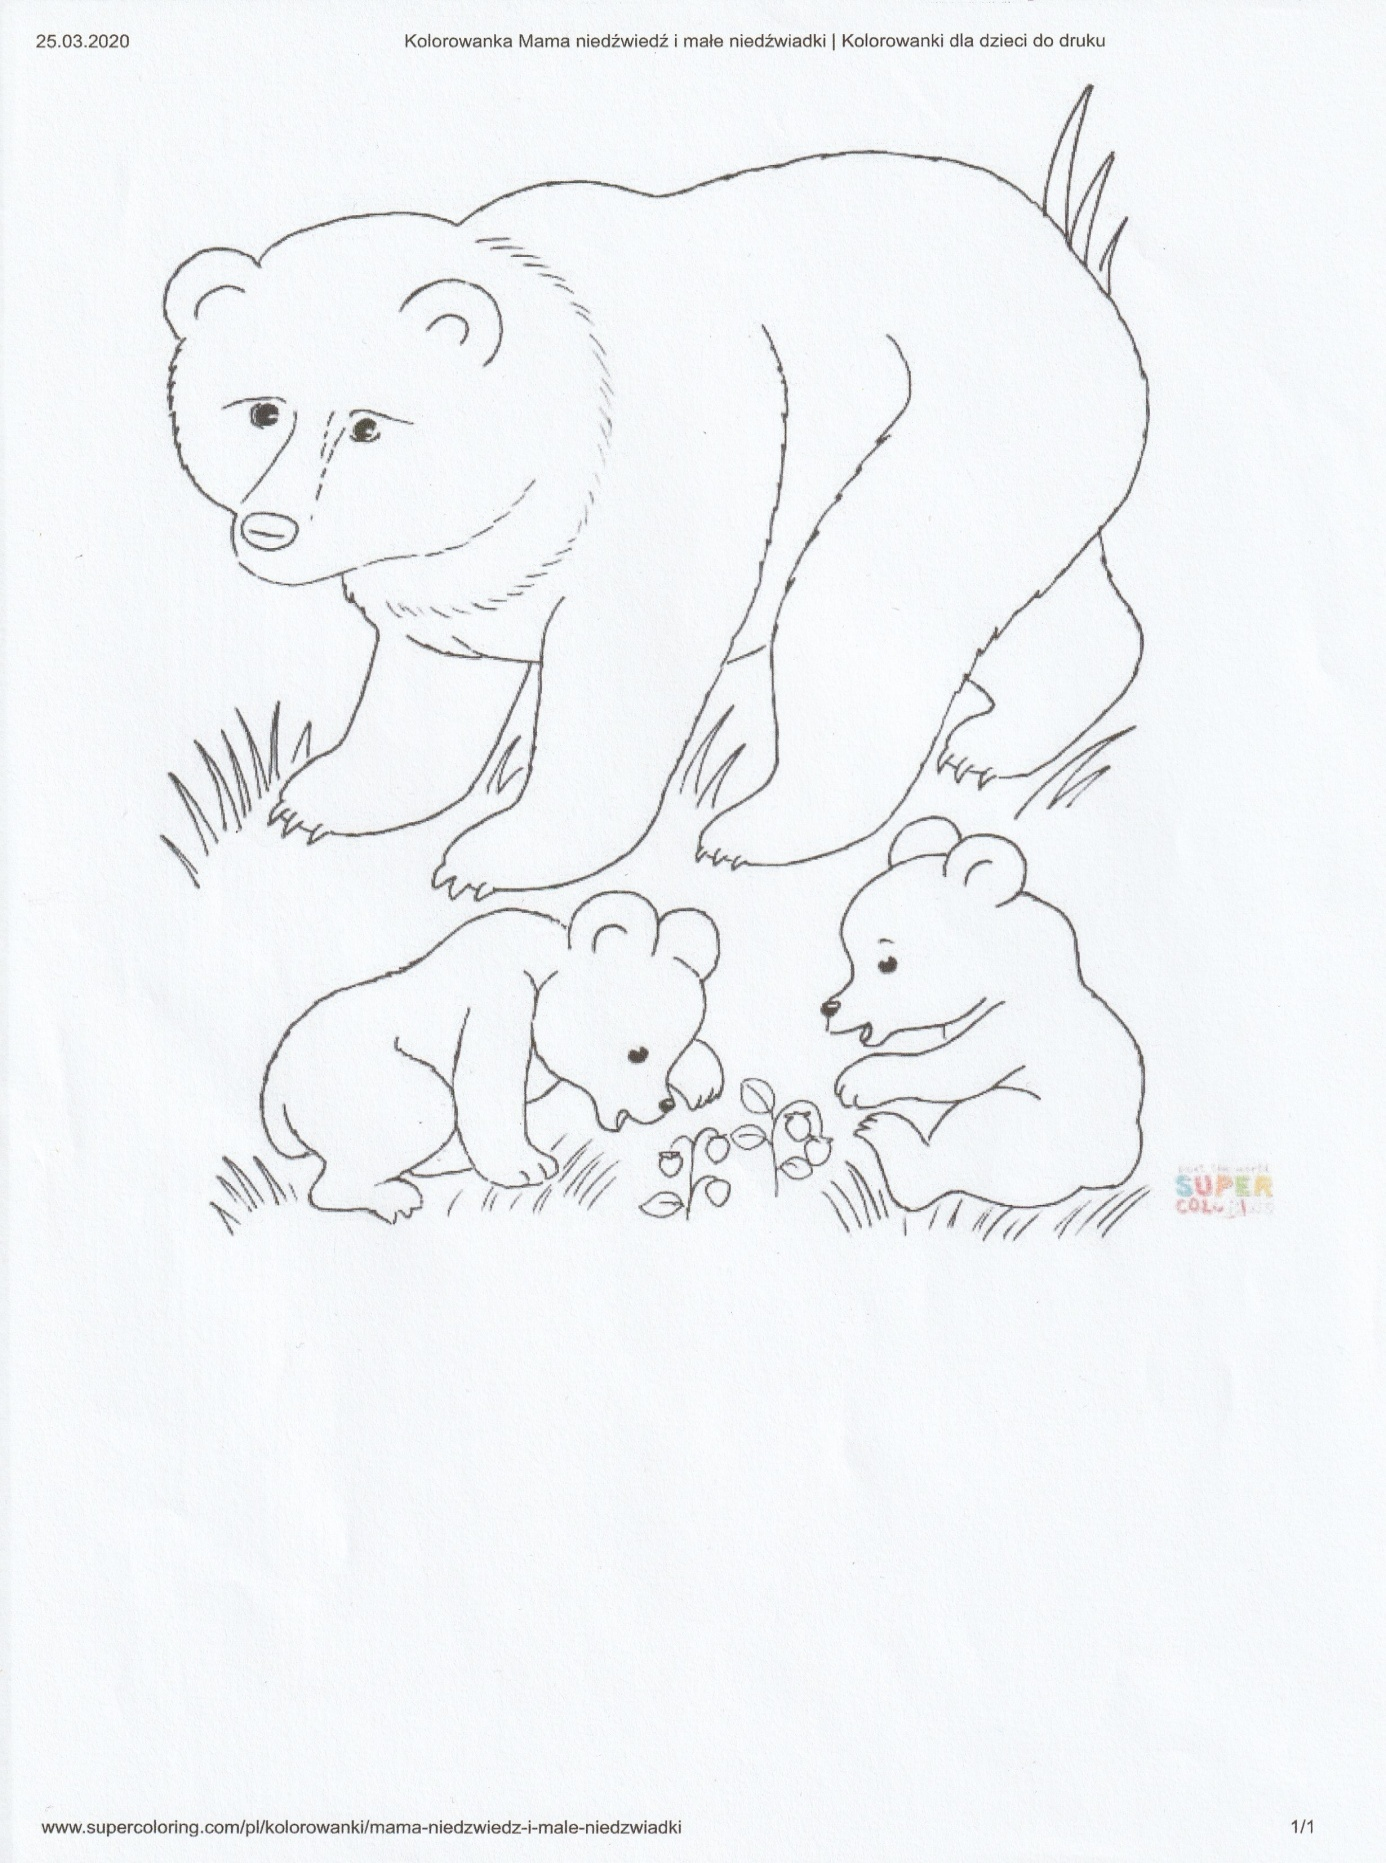 25.03.2020
Kolorowanka Mama niedźwiedź i małe niedźwiadki | Kolorowanki dla dzieci do druku
SUPER
www.supercoloring.com/pl/kolorowanki/mama-niedzwiedz-i-male-niedzwiadki
1/1